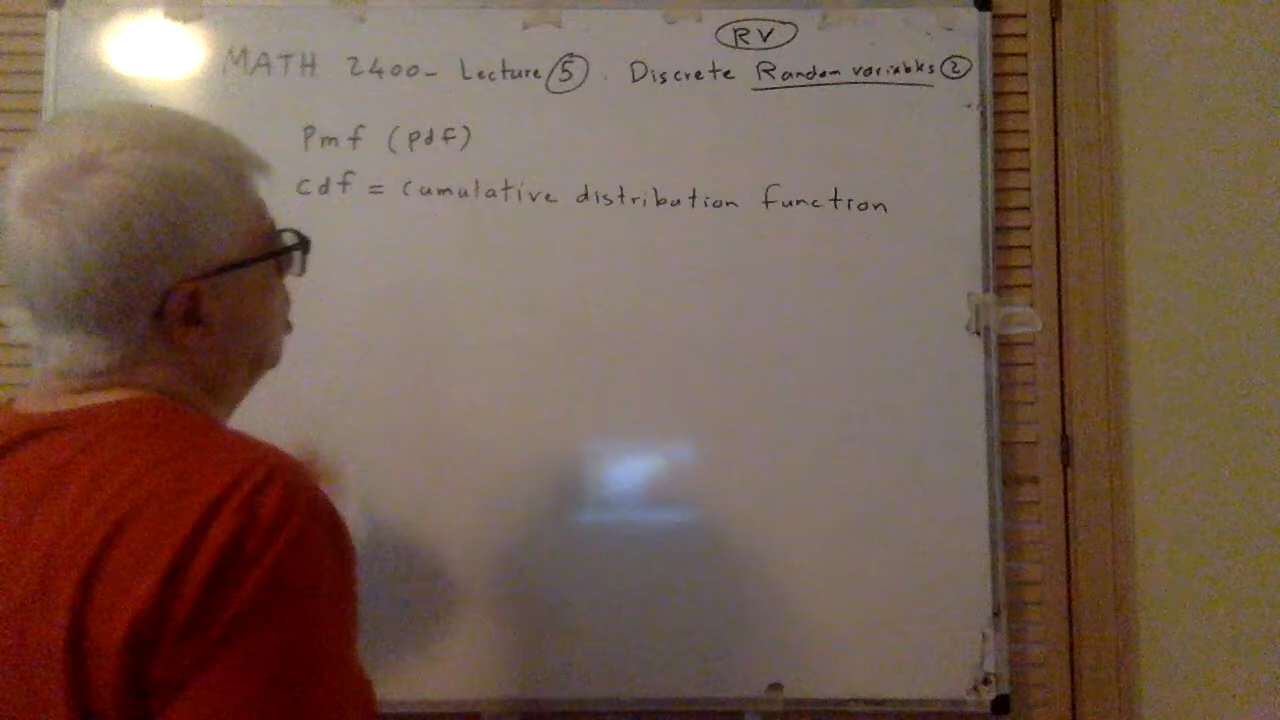 RV
MATH 2400- Lecture 5. Discrete Random variables 2
Pmf (pdf)
cdf = cumulative distribution function